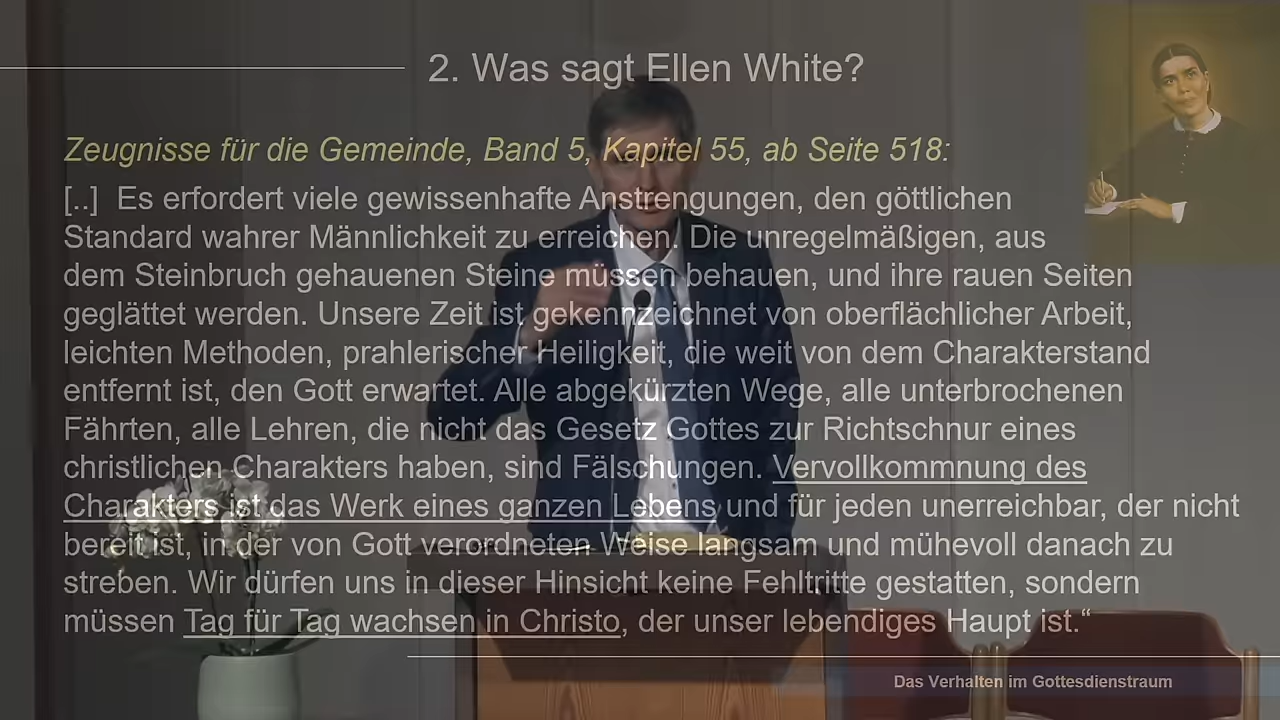 2. Was sagt Ellen White?
Zeugnisse für die Gemeinde, Band 5, Kapitel 55, ab Seite 518:
[..] Es erfordert viele gewissenhafte Anstrengungen, den göttlichen
Standard wahrer Männlichkeit zu erreichen. Die unregelmäßigen, aus
dem Steinbruch gehauenen Steine müssen behauen, und ihre rauen Seiten
geglättet werden. Unsere Zeit ist gekennzeichnet von oberflächlicher Arbeit,
leichten Methoden, prahlerischer Heiligkeit, die weit von dem Charakterstand
entfernt ist, den Gott erwartet. Alle abgekürzten Wege, alle unterbrochenen
Fährten, alle Lehren, die nicht das Gesetz Gottes zur Richtschnur eines
christlichen Charakters haben, sind Fälschungen. Vervollkommnung des
Charakters ist das Werk eines ganzen Lebens und für jeden unerreichbar, der nicht
bereit ist, in der von Gott verordneten Weise langsam und mühevoll danach zu
streben. Wir dürfen uns in dieser Hinsicht keine Fehltritte gestatten, sondern
müssen Tag für Tag wachsen in Christo, der unser lebendiges Haupt ist.“
Das Verhalten im Gottesdienstraum